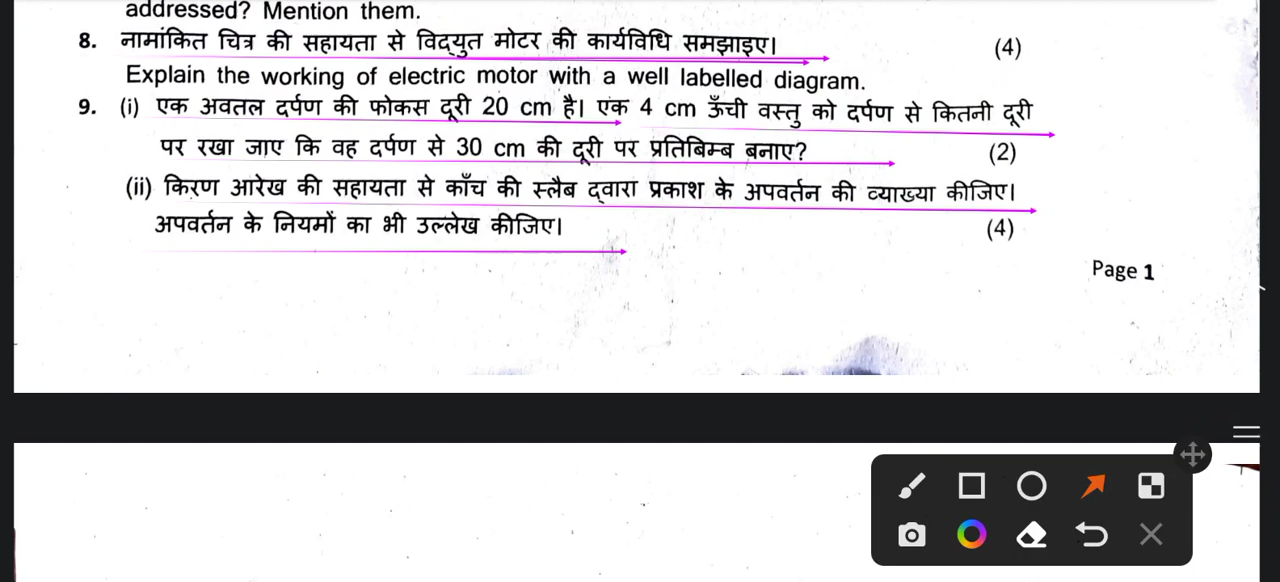 addressed? Mention them.
8. नामांकित चित्र की सहायता से विद्युत मोटर की कार्यविधि समझाइए। (4)
Explain the working of electric motor with a well labelled diagram.
9. (i) एक अवतल दर्पण की फोकस दूरी 20 cm है। एक 4 cm ऊँची वस्तु को दर्पण से कितनी दूरी
पर रखा जाए कि वह दर्पण से 30 cm की दूरी पर प्रतिबिम्ब बनाए? (2)
(ii) किरण आरेख की सहायता से काँच की स्लैब द्वारा प्रकाश के अपवर्तन की व्याख्या कीजिए।
अपवर्तन के नियमों का भी उल्लेख कीजिए। (4)
Page 1